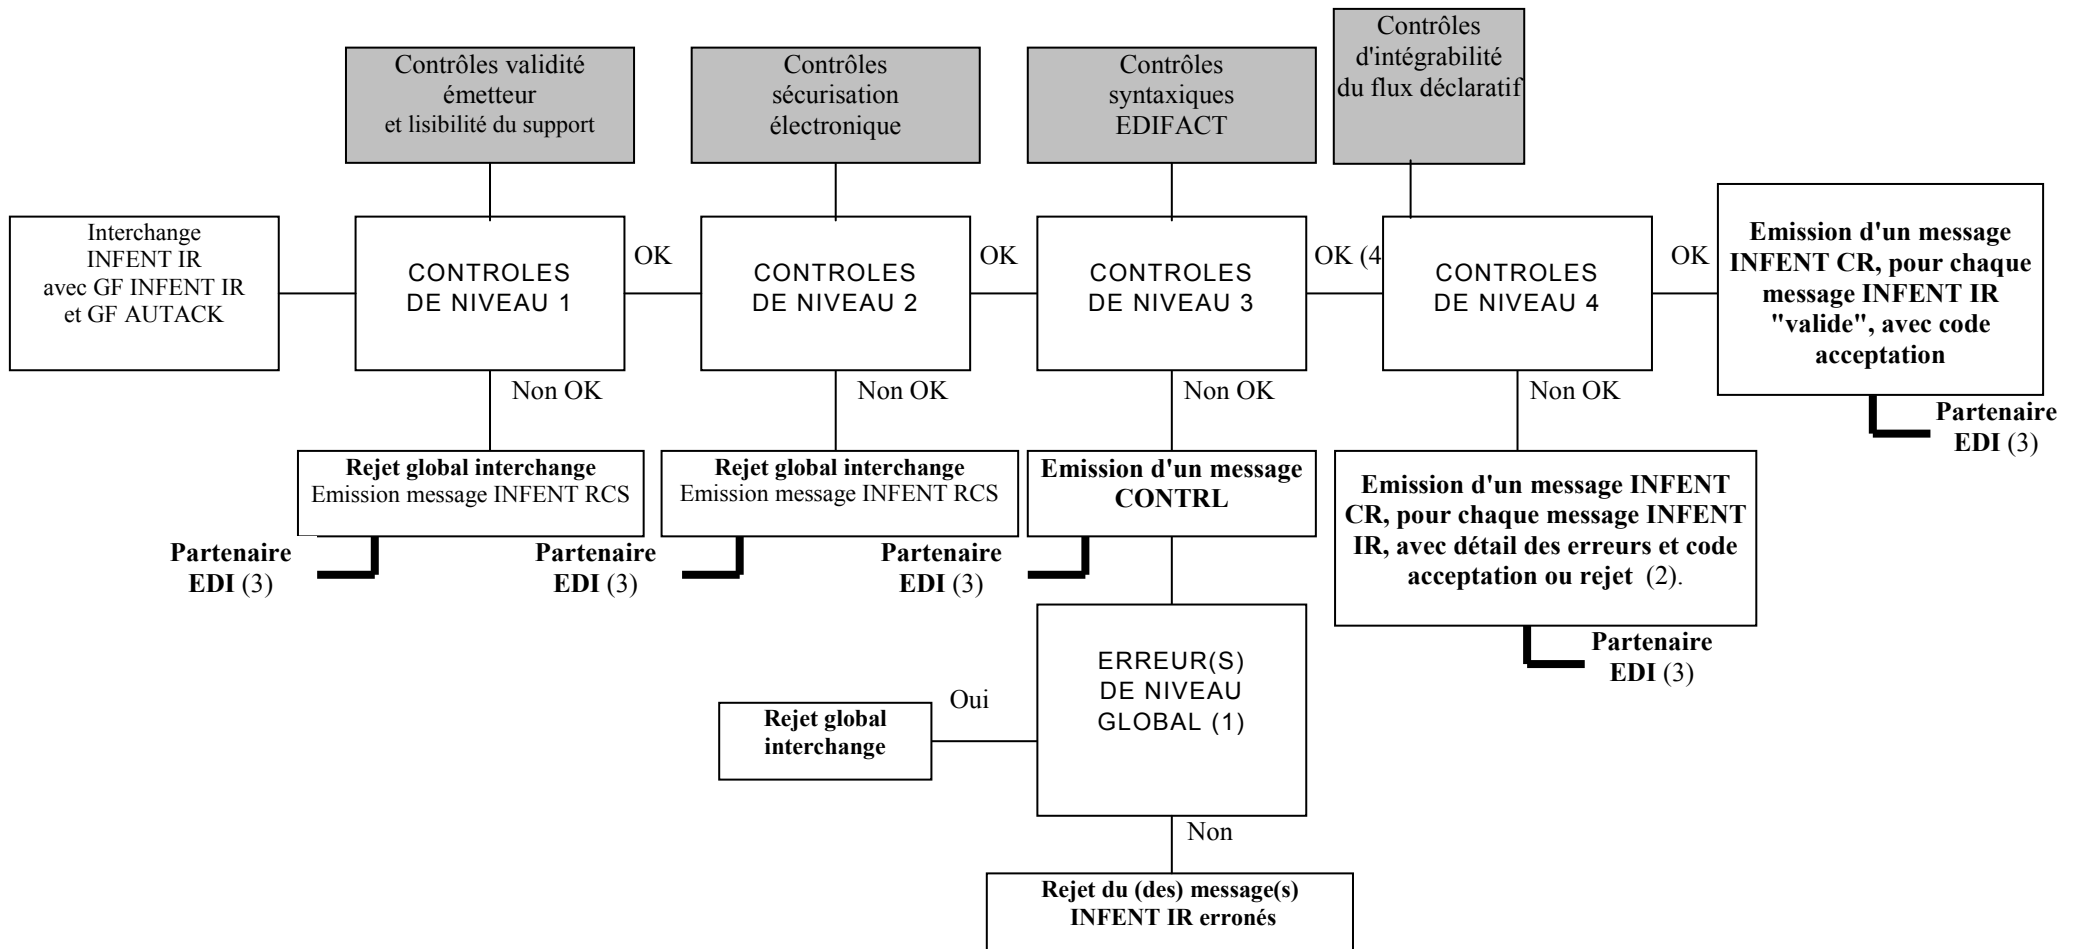 Contrôles validité
émetteur
et lisibilité du support
Contrôles
sécurisation
électronique
Contrôles
syntaxiques
EDIFACT
Contrôles
d'intégrabilité
du flux déclaratif
Interchange
INFENT IR
avec GF INFENT IR
et GF AUTACK
CONTROLES
DE NIVEAU 1
OK
CONTROLES
DE NIVEAU 2
OK
CONTROLES
DE NIVEAU 3
OK (4
CONTROLES
DE NIVEAU 4
OK
Emission d'un message
INFENT CR, pour chaque
message INFENT IR
"valide", avec code
acceptation
Partenaire
EDI (3)
Non OK
Non OK
Non OK
Non OK
Rejet global interchange
Emission message INFENT RCS
Partenaire
EDI (3)
Rejet global interchange
Emission message INFENT RCS
Partenaire
EDI (3)
Emission d'un message
CONTRL
Partenaire
EDI (3)
Emission d'un message INFENT
CR, pour chaque message INFENT
IR, avec détail des erreurs et code
acceptation ou rejet (2).
Partenaire
EDI (3)
ERREUR(S)
DE NIVEAU
GLOBAL (1)
Oui
Rejet global
interchange
Non
Rejet du (des) message(s)
INFENT IR erronés